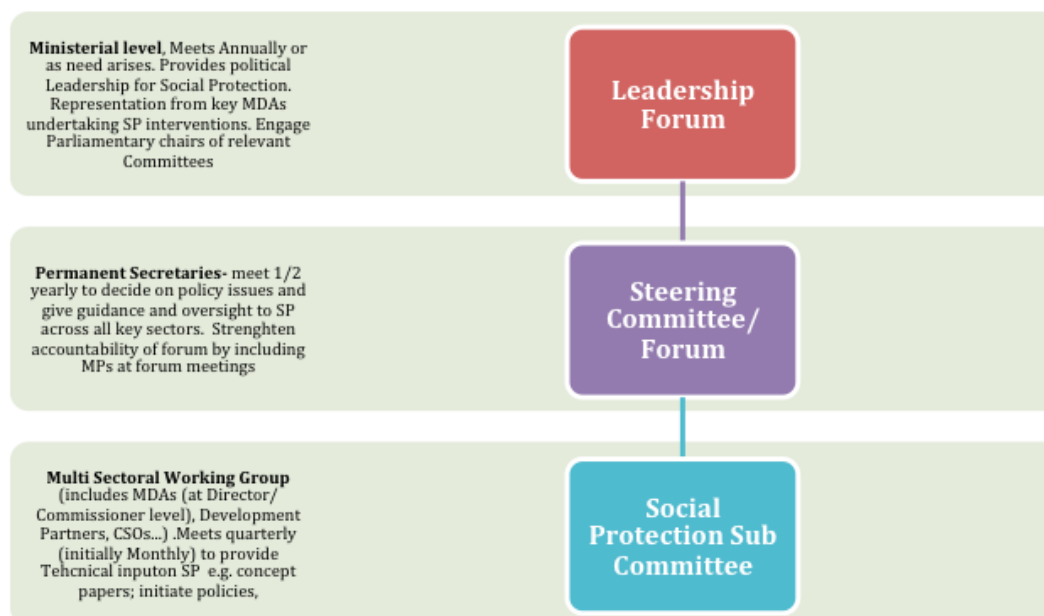 Ministerial level, Meets Annually or
as need arises. Provides political
Leadership for Social Protection.
Representation from key MDAs
undertaking SP interventions. Engage
Parliamentary chairs of relevant
Committees
Leadership
Forum
Permanent Secretaries- meet 1/2
yearly to decide on policy issues and
give guidance and oversight to SP
across all key sectors.  Strenghten
accountability of forum by including
MPs at forum meetings
Steering
Committee/
Forum
Multi Sectoral Working Group
(includes MDAs (at Director/
Commissioner level), Development
Partners, CSOs...) .Meets quarterly
(initially Monthly) to provide
Tehcnical inputon SP  e.g. concept
papers; initiate policies,
Social
Protection Sub
Committee